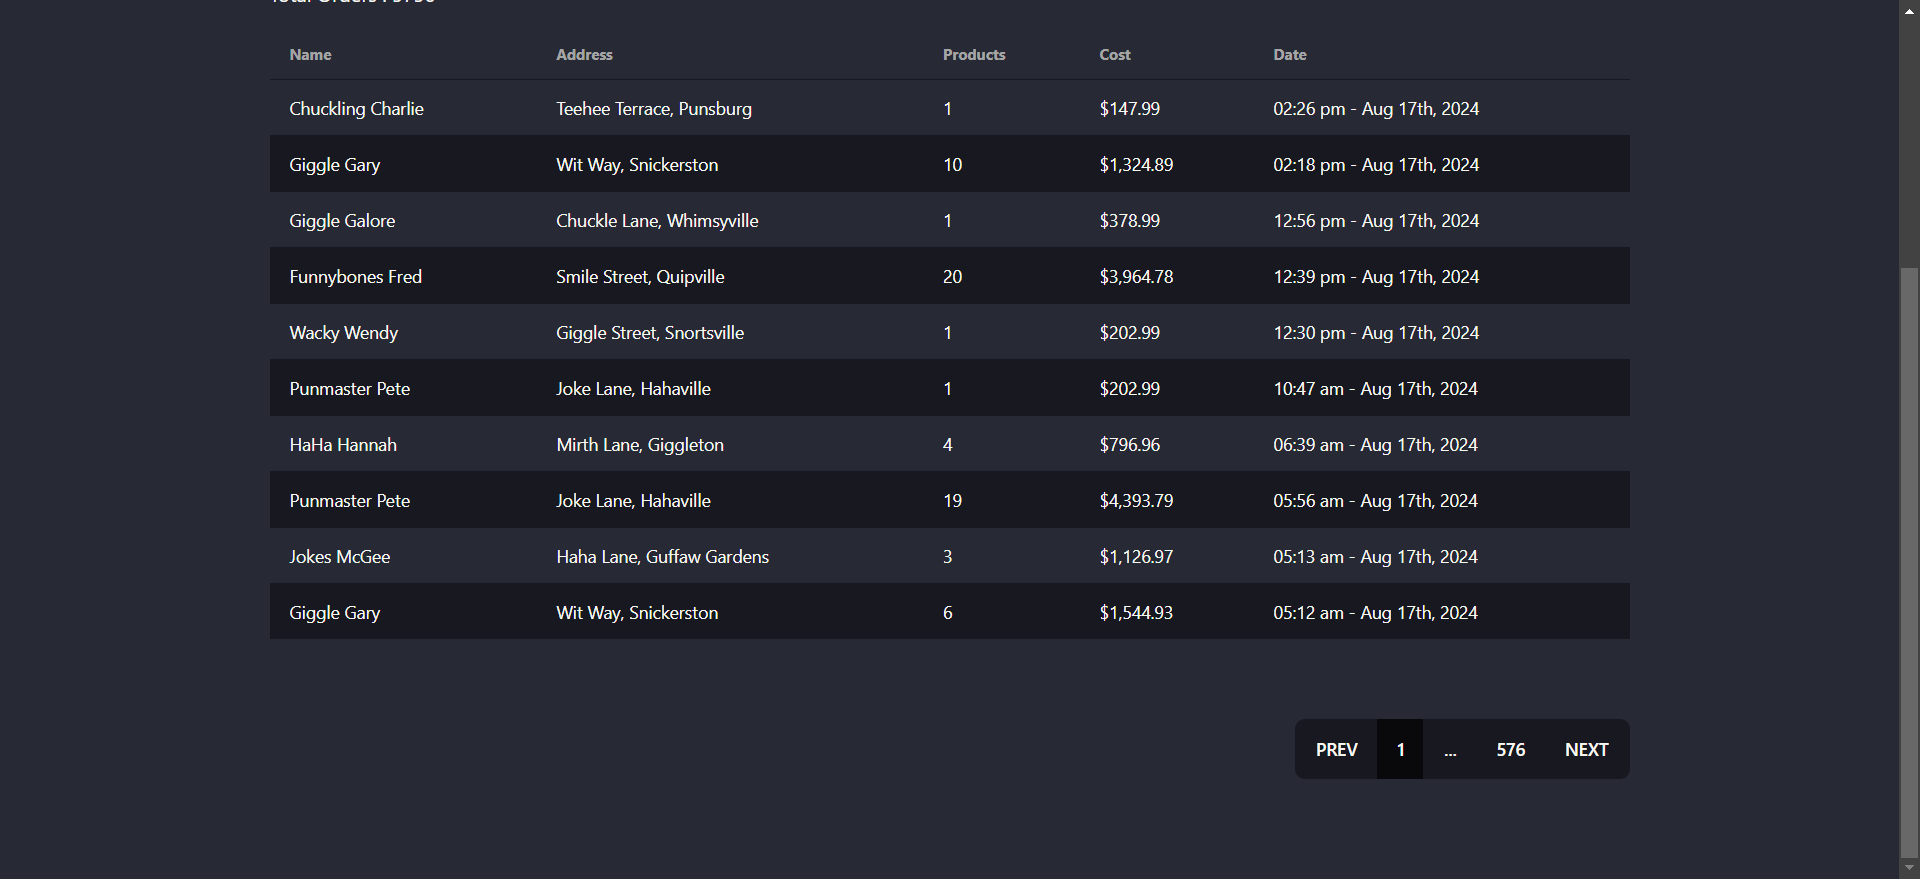 Name Address Products Cost Date
Chuckling Charlie Teehee Terrace, Punsburg 1 $147.99 02:26 pm - Aug 17th, 2024
Giggle Gary Wit Way, Snickerston 10 $1,324.89 02:18 pm - Aug 17th, 2024
Giggle Galore Chuckle Lane, Whimsyville 1 $378.99 12:56 pm - Aug 17th, 2024
Funnybones Fred Smile Street, Quipville 20 $3,964.78 12:39 pm - Aug 17th, 2024
Wacky Wendy Giggle Street, Snortsville 1 $202.99 12:30 pm - Aug 17th, 2024
Punmaster Pete Joke Lane, Hahaville 1 $202.99 10:47 am - Aug 17th, 2024
HaHa Hannah Mirth Lane, Giggleton 4 $796.96 06:39 am - Aug 17th, 2024
Punmaster Pete Joke Lane, Hahaville 19 $4,393.79 05:56 am - Aug 17th, 2024
Jokes McGee Haha Lane, Guffaw Gardens 3 $1,126.97 05:13 am - Aug 17th, 2024
Giggle Gary Wit Way, Snickerston 6 $1,544.93 05:12 am - Aug 17th, 2024
PREV 1 ... 576 NEXT